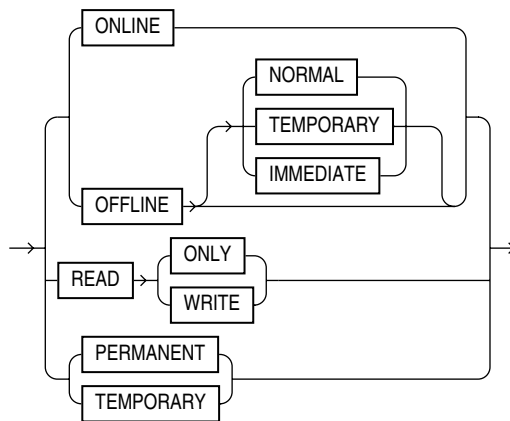 ONLINE
NORMAL
TEMPORARY
IMMEDIATE
OFFLINE
READ
ONLY
WRITE
PERMANENT
TEMPORARY